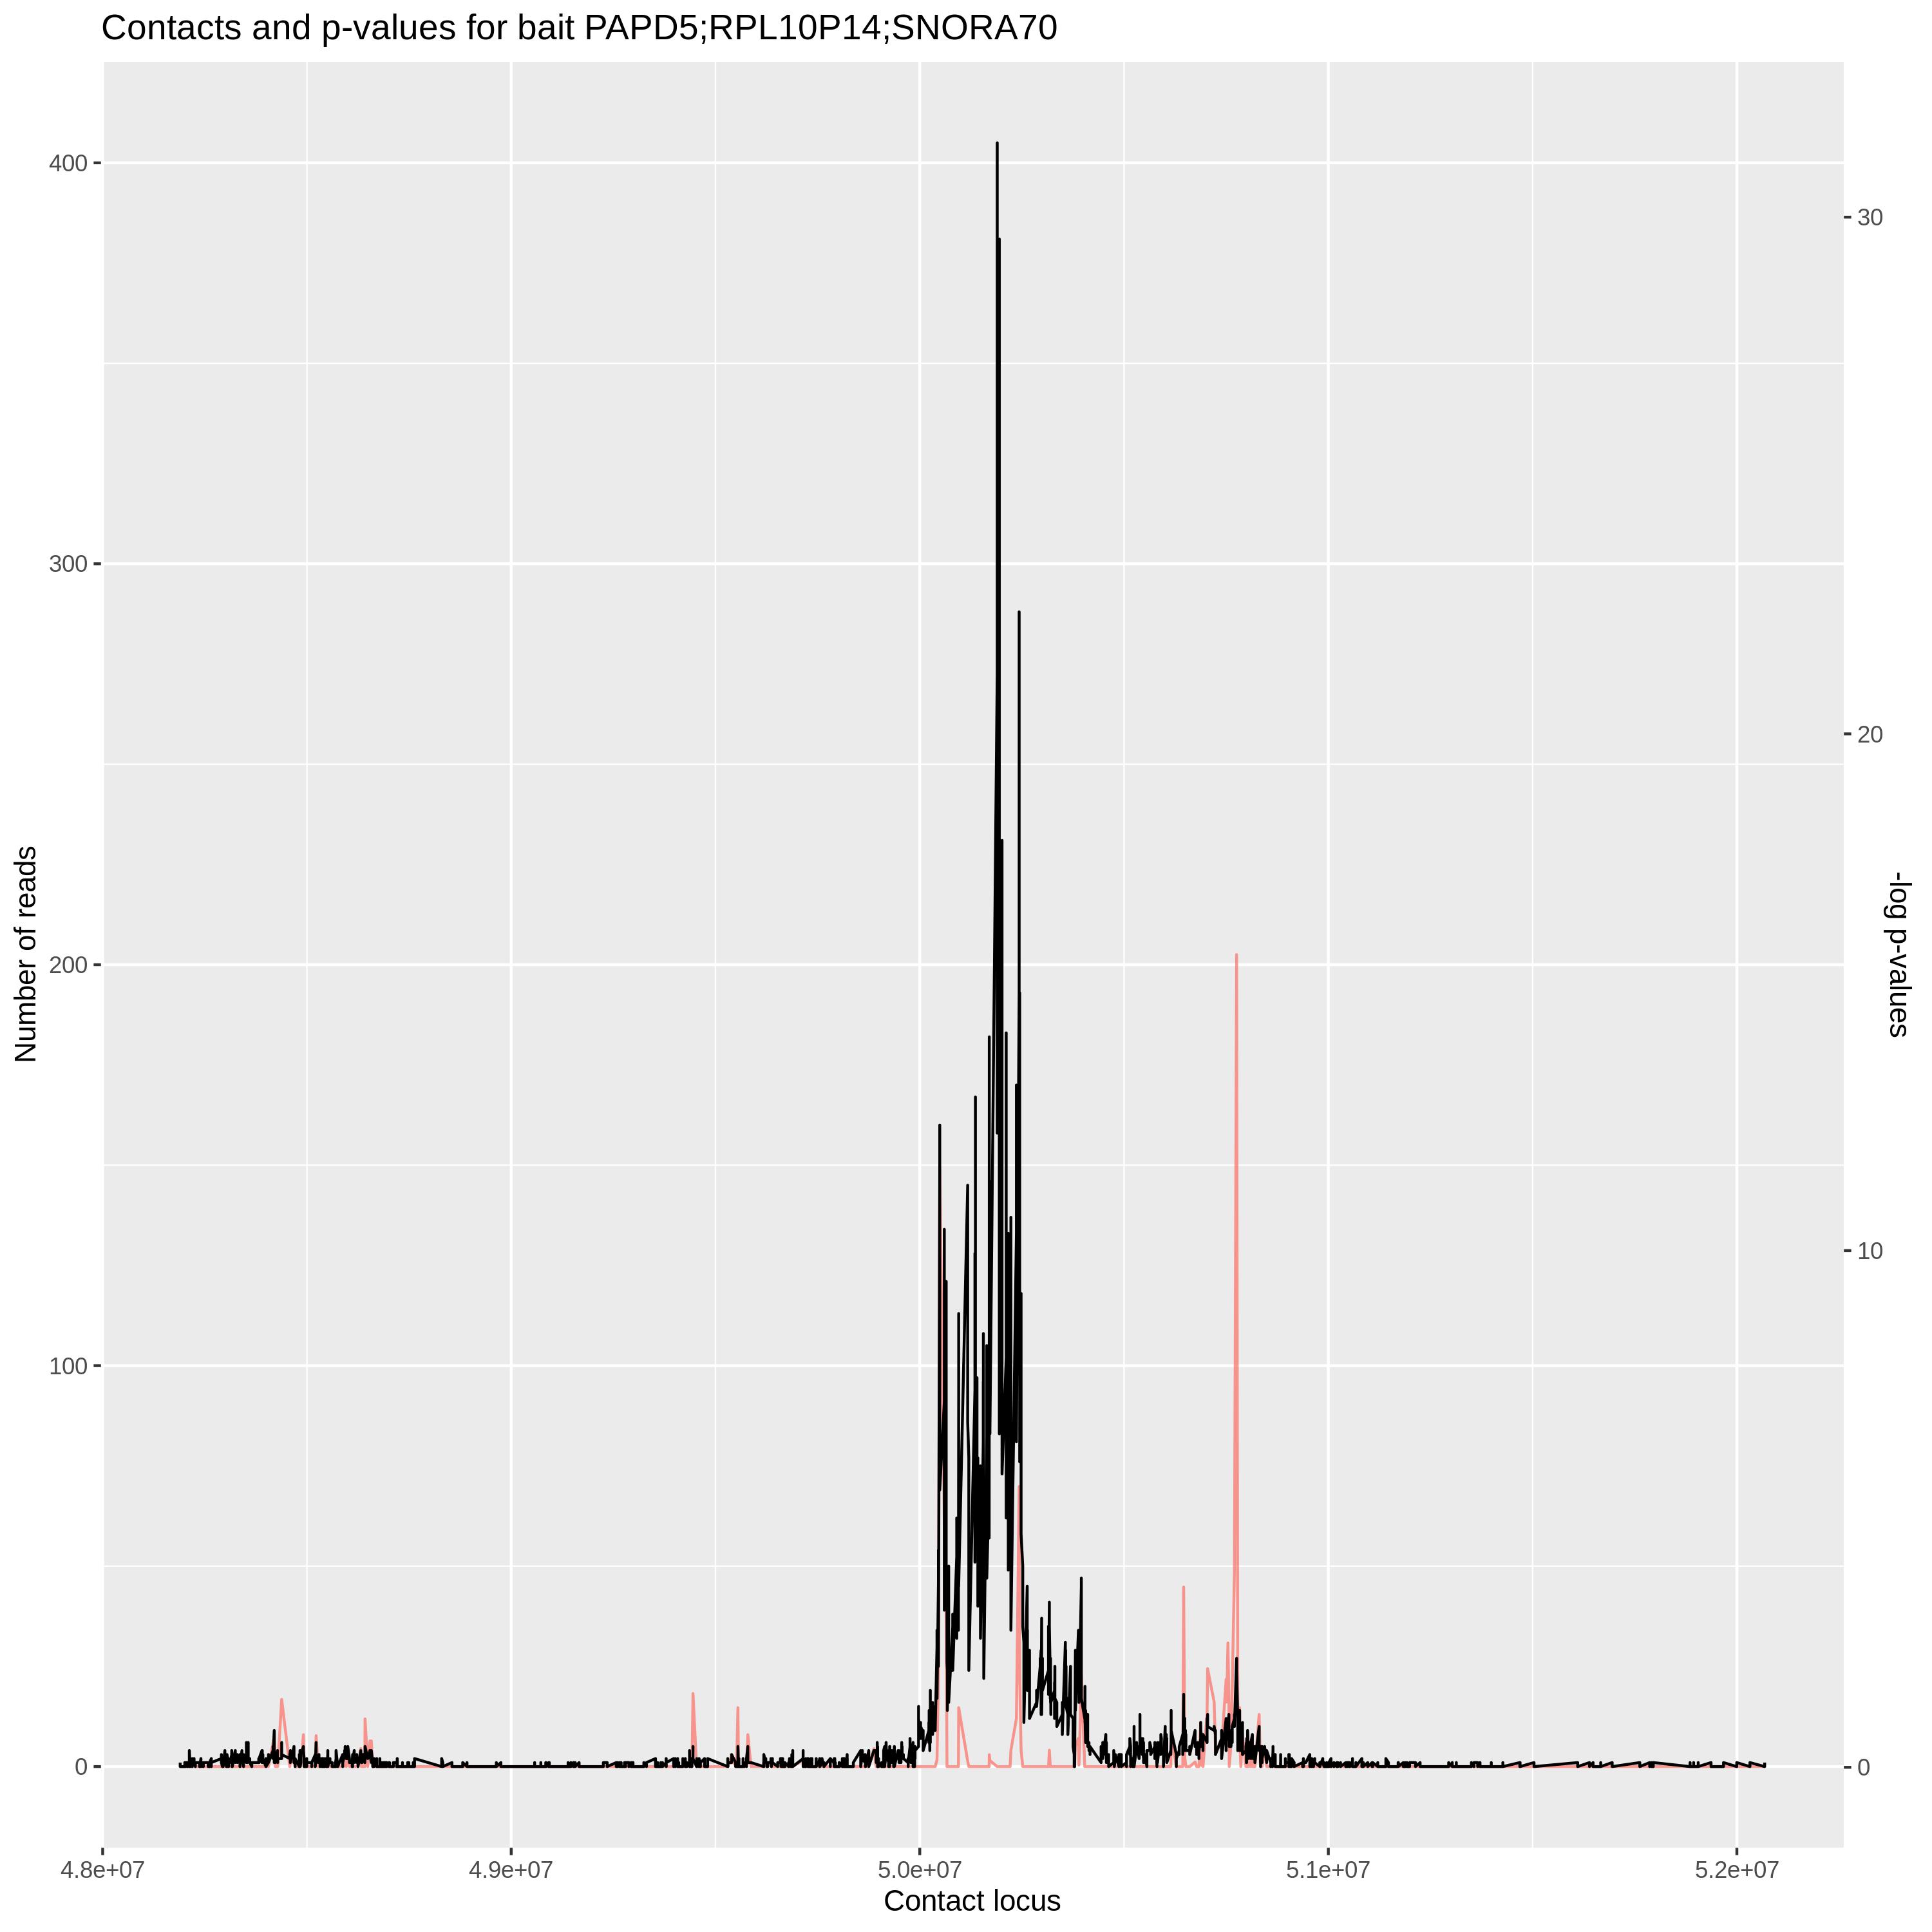 Contacts and p-values for bait PAPD5;RPL10P14;SNORA70
400
300
200
100
0
Number of reads
30
20
10
0
-log p-values
4.8e+07
4.9e+07
5.0e+07
5.1e+07
5.2e+07
Contact locus